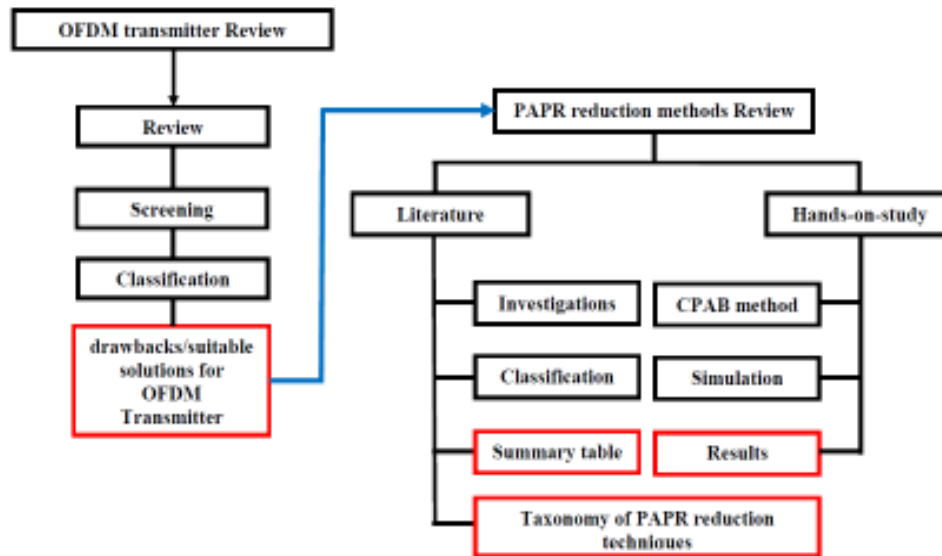 OFDM transmitter Review
Review
Screening
Classification
drawbacks/suitable
solutions for
OFDM
Transmitter
PAPR reduction methods Review
Literature
Hands-on-study
Investigations
CPAB method
Classification
Simulation
Summary table
Results
Taxonomy of PAPR reduction
techniques